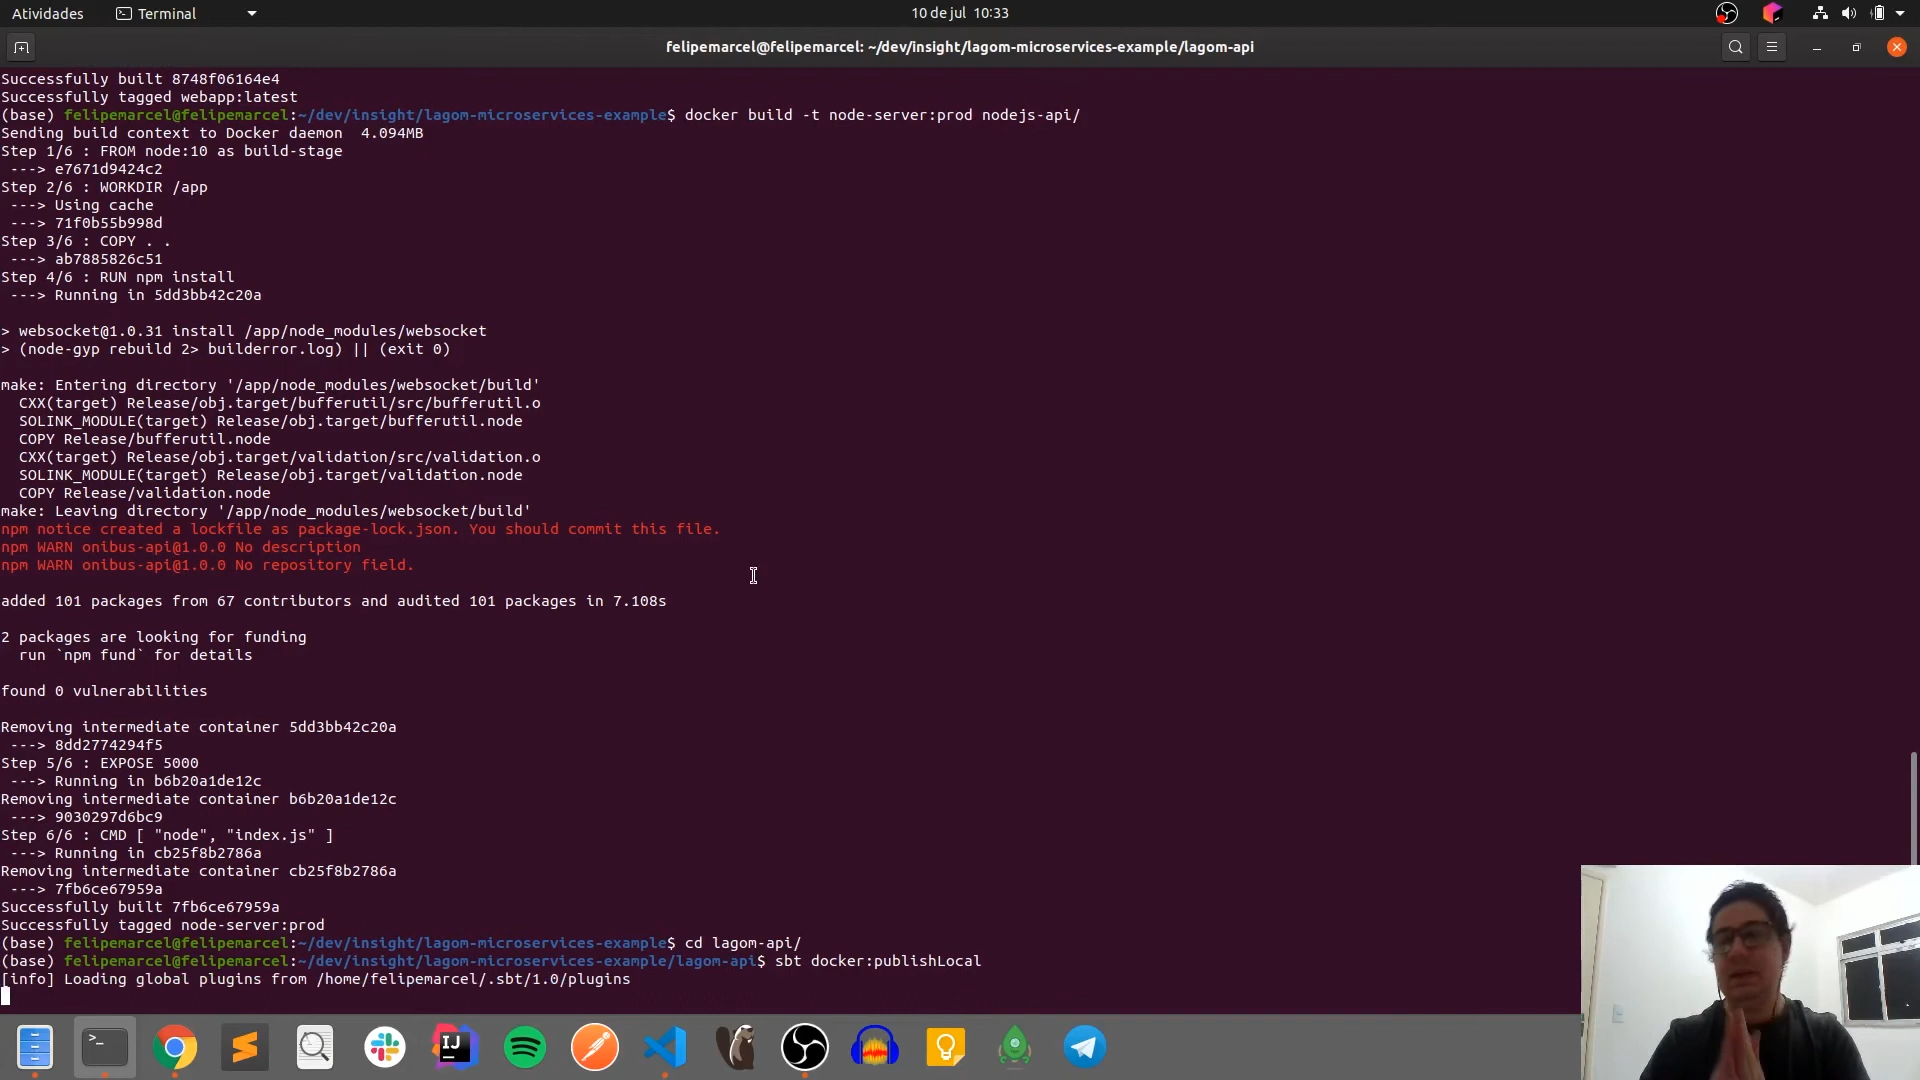 Atividades
Terminal
10 de jul 10:33
felipemarcel@felipemarcel: ~/dev/insight/lagom-microservices-example/lagom-api
Successfully built 8748f06164e4
Successfully tagged webapp:latest
(base) felipemarcel@felipemarcel:~/dev/insight/lagom-microservices-example$ docker build -t node-server:prod nodejs-api/
Sending build context to Docker daemon  4.094MB
Step 1/6 : FROM node:10 as build-stage
 ---> e7671d9424c2
Step 2/6 : WORKDIR /app
 ---> Using cache
 ---> 71f0b55b998d
Step 3/6 : COPY . .
 ---> ab7885826c51
Step 4/6 : RUN npm install
 ---> Running in 5dd3bb42c20a
> websocket@1.0.31 install /app/node_modules/websocket
> (node-gyp rebuild 2> builderror.log) || (exit 0)
make: Entering directory '/app/node_modules/websocket/build'
  CXX(target) Release/obj.target/bufferutil/src/bufferutil.o
  SOLINK_MODULE(target) Release/obj.target/bufferutil.node
  COPY Release/bufferutil.node
  CXX(target) Release/obj.target/validation/src/validation.o
  SOLINK_MODULE(target) Release/obj.target/validation.node
  COPY Release/validation.node
make: Leaving directory '/app/node_modules/websocket/build'
npm notice created a lockfile as package-lock.json. You should commit this file.
npm WARN onibus-api@1.0.0 No description
npm WARN onibus-api@1.0.0 No repository field.
added 101 packages from 67 contributors and audited 101 packages in 7.108s
2 packages are looking for funding
  run `npm fund` for details
found 0 vulnerabilities
Removing intermediate container 5dd3bb42c20a
 ---> 8dd2774294f5
Step 5/6 : EXPOSE 5000
 ---> Running in b6b20a1de12c
Removing intermediate container b6b20a1de12c
 ---> 9030297d6bc9
Step 6/6 : CMD [ "node", "index.js" ]
 ---> Running in cb25f8b2786a
Removing intermediate container cb25f8b2786a
 ---> 7fb6ce67959a
Successfully built 7fb6ce67959a
Successfully tagged node-server:prod
(base) felipemarcel@felipemarcel:~/dev/insight/lagom-microservices-example$ cd lagom-api/
(base) felipemarcel@felipemarcel:~/dev/insight/lagom-microservices-example/lagom-api$ sbt docker:publishLocal
[info] Loading global plugins from /home/felipemarcel/.sbt/1.0/plugins
>_
IJ